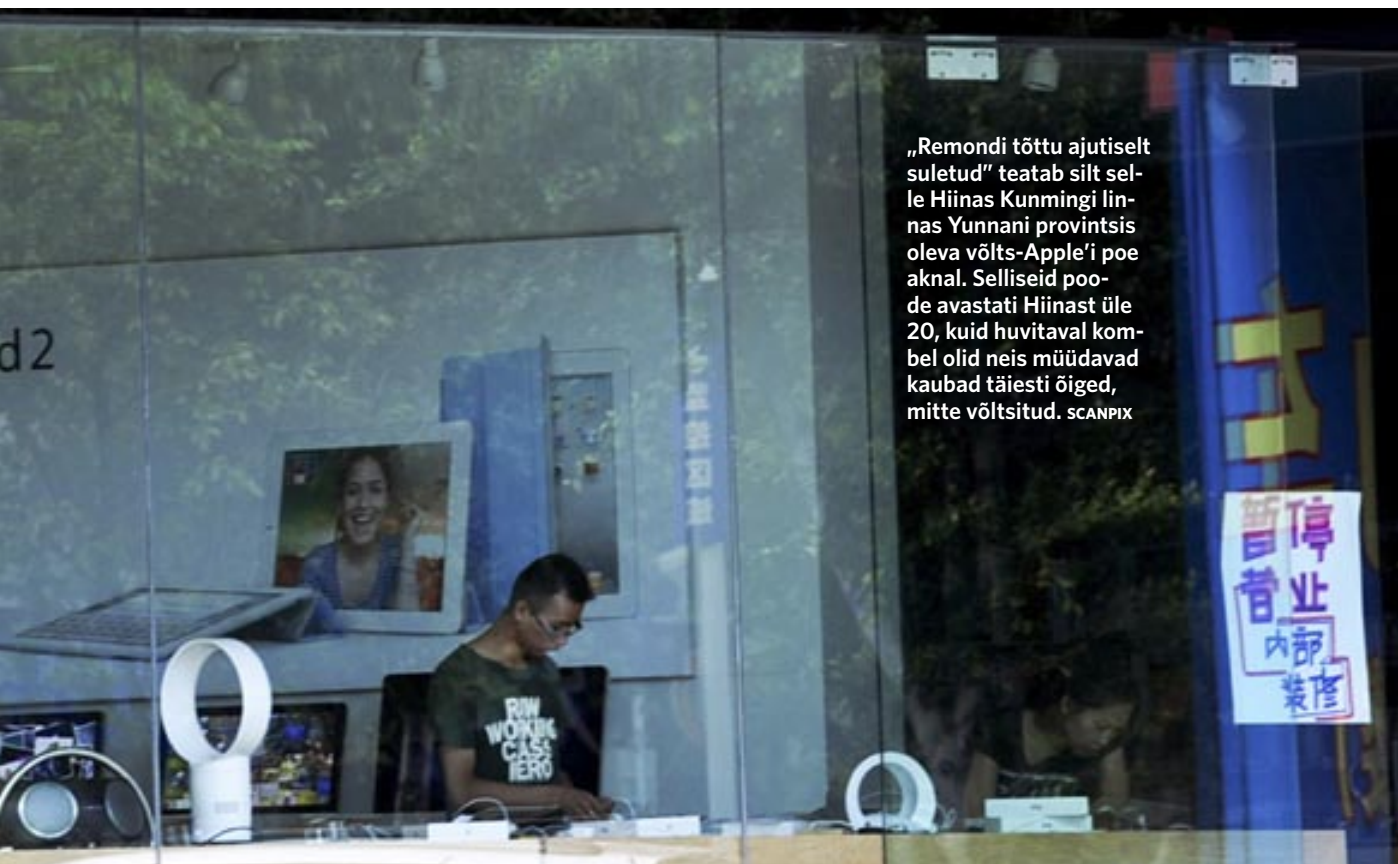 „Remondi tõttu ajutiselt
suletud” teatab silt sel-
le Hiinas Kunmingi lin-
nas Yunnani provintsis
oleva võlts-Apple’i poe
aknal. Selliseid poo-
de avastati Hiinast üle
20, kuid huvitaval kom-
bel olid neis müüdavad
kaubad täiesti õiged,
mitte võltsitud. SCANPIX
d2
WORKING
暂停
营业
内部
装修